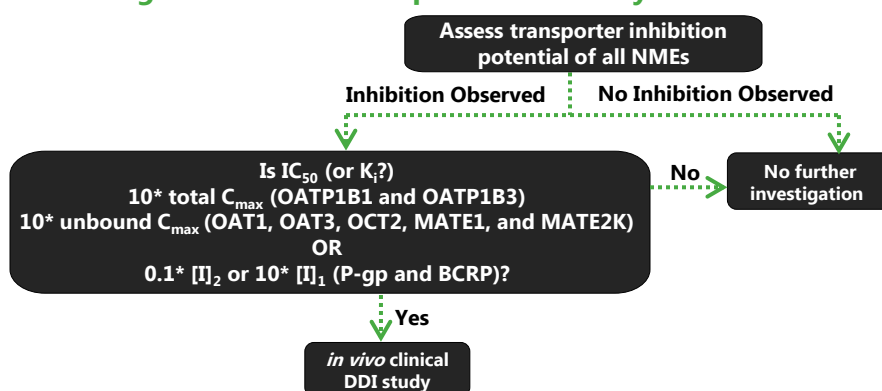 Assess transporter inhibition
potential of all NMEs
Inhibition Observed
No Inhibition Observed
Is IC₅₀ (or Kᵢ?)
10* total Cₘₐₓ (OATP1B1 and OATP1B3)
10* unbound Cₘₐₓ (OAT1, OAT3, OCT2, MATE1, and MATE2K)
OR
0.1* [I]₂ or 10* [I]₁ (P-gp and BCRP)?
No
No further
investigation
Yes
in vivo clinical
DDI study